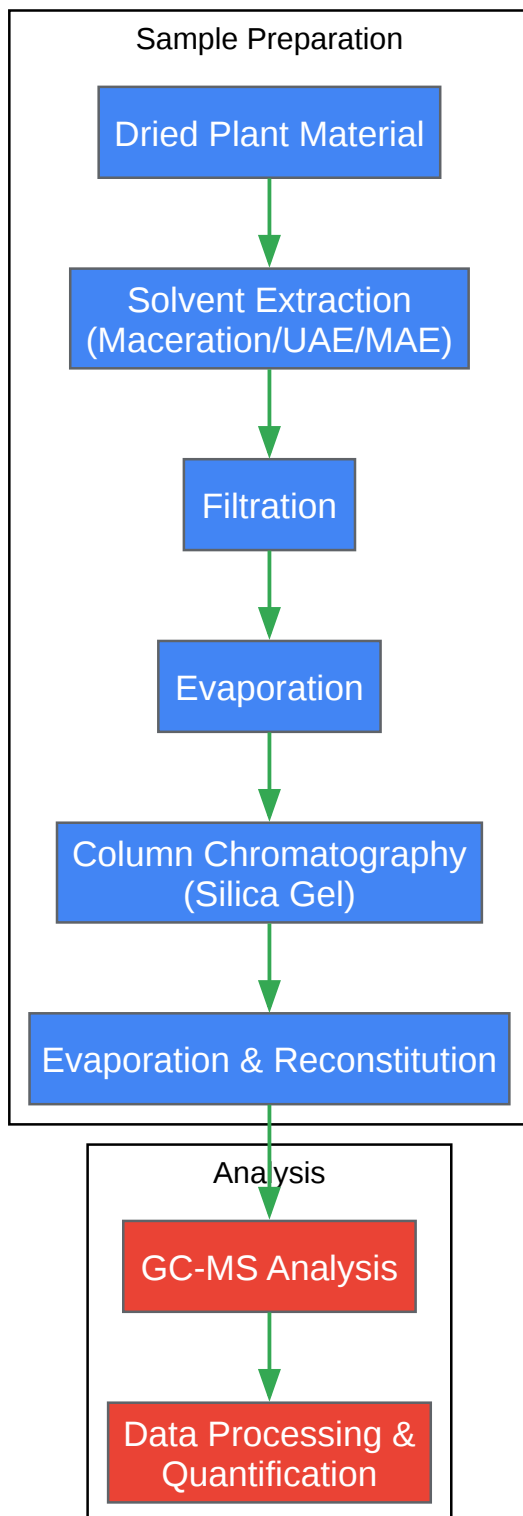 Sample Preparation
Dried Plant Material
Solvent Extraction
(Maceration/UAE/MAE)
Filtration
Evaporation
Column Chromatography
(Silica Gel)
Evaporation & Reconstitution
Analysis
GC-MS Analysis
Data Processing &
Quantification